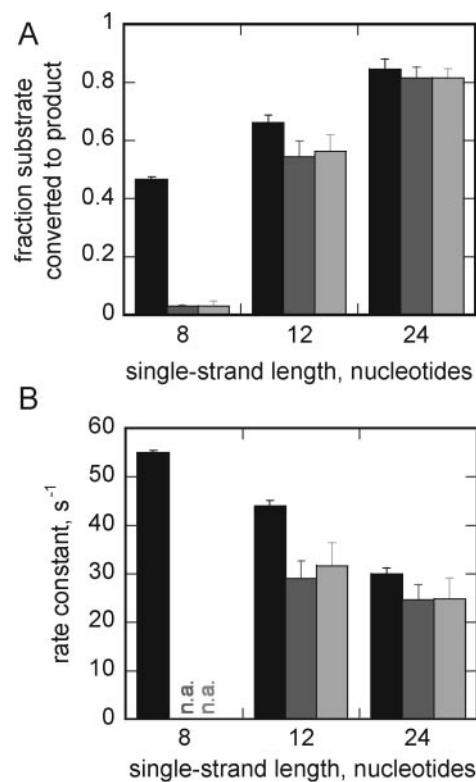 A
fraction substrate
converted to product
1
0.8
0.6
0.4
0.2
0
8 12 24
single-strand length, nucleotides
B
rate constant, s⁻¹
60
50
40
30
20
10
0
n.a.
n.a.
8 12 24
single-strand length, nucleotides